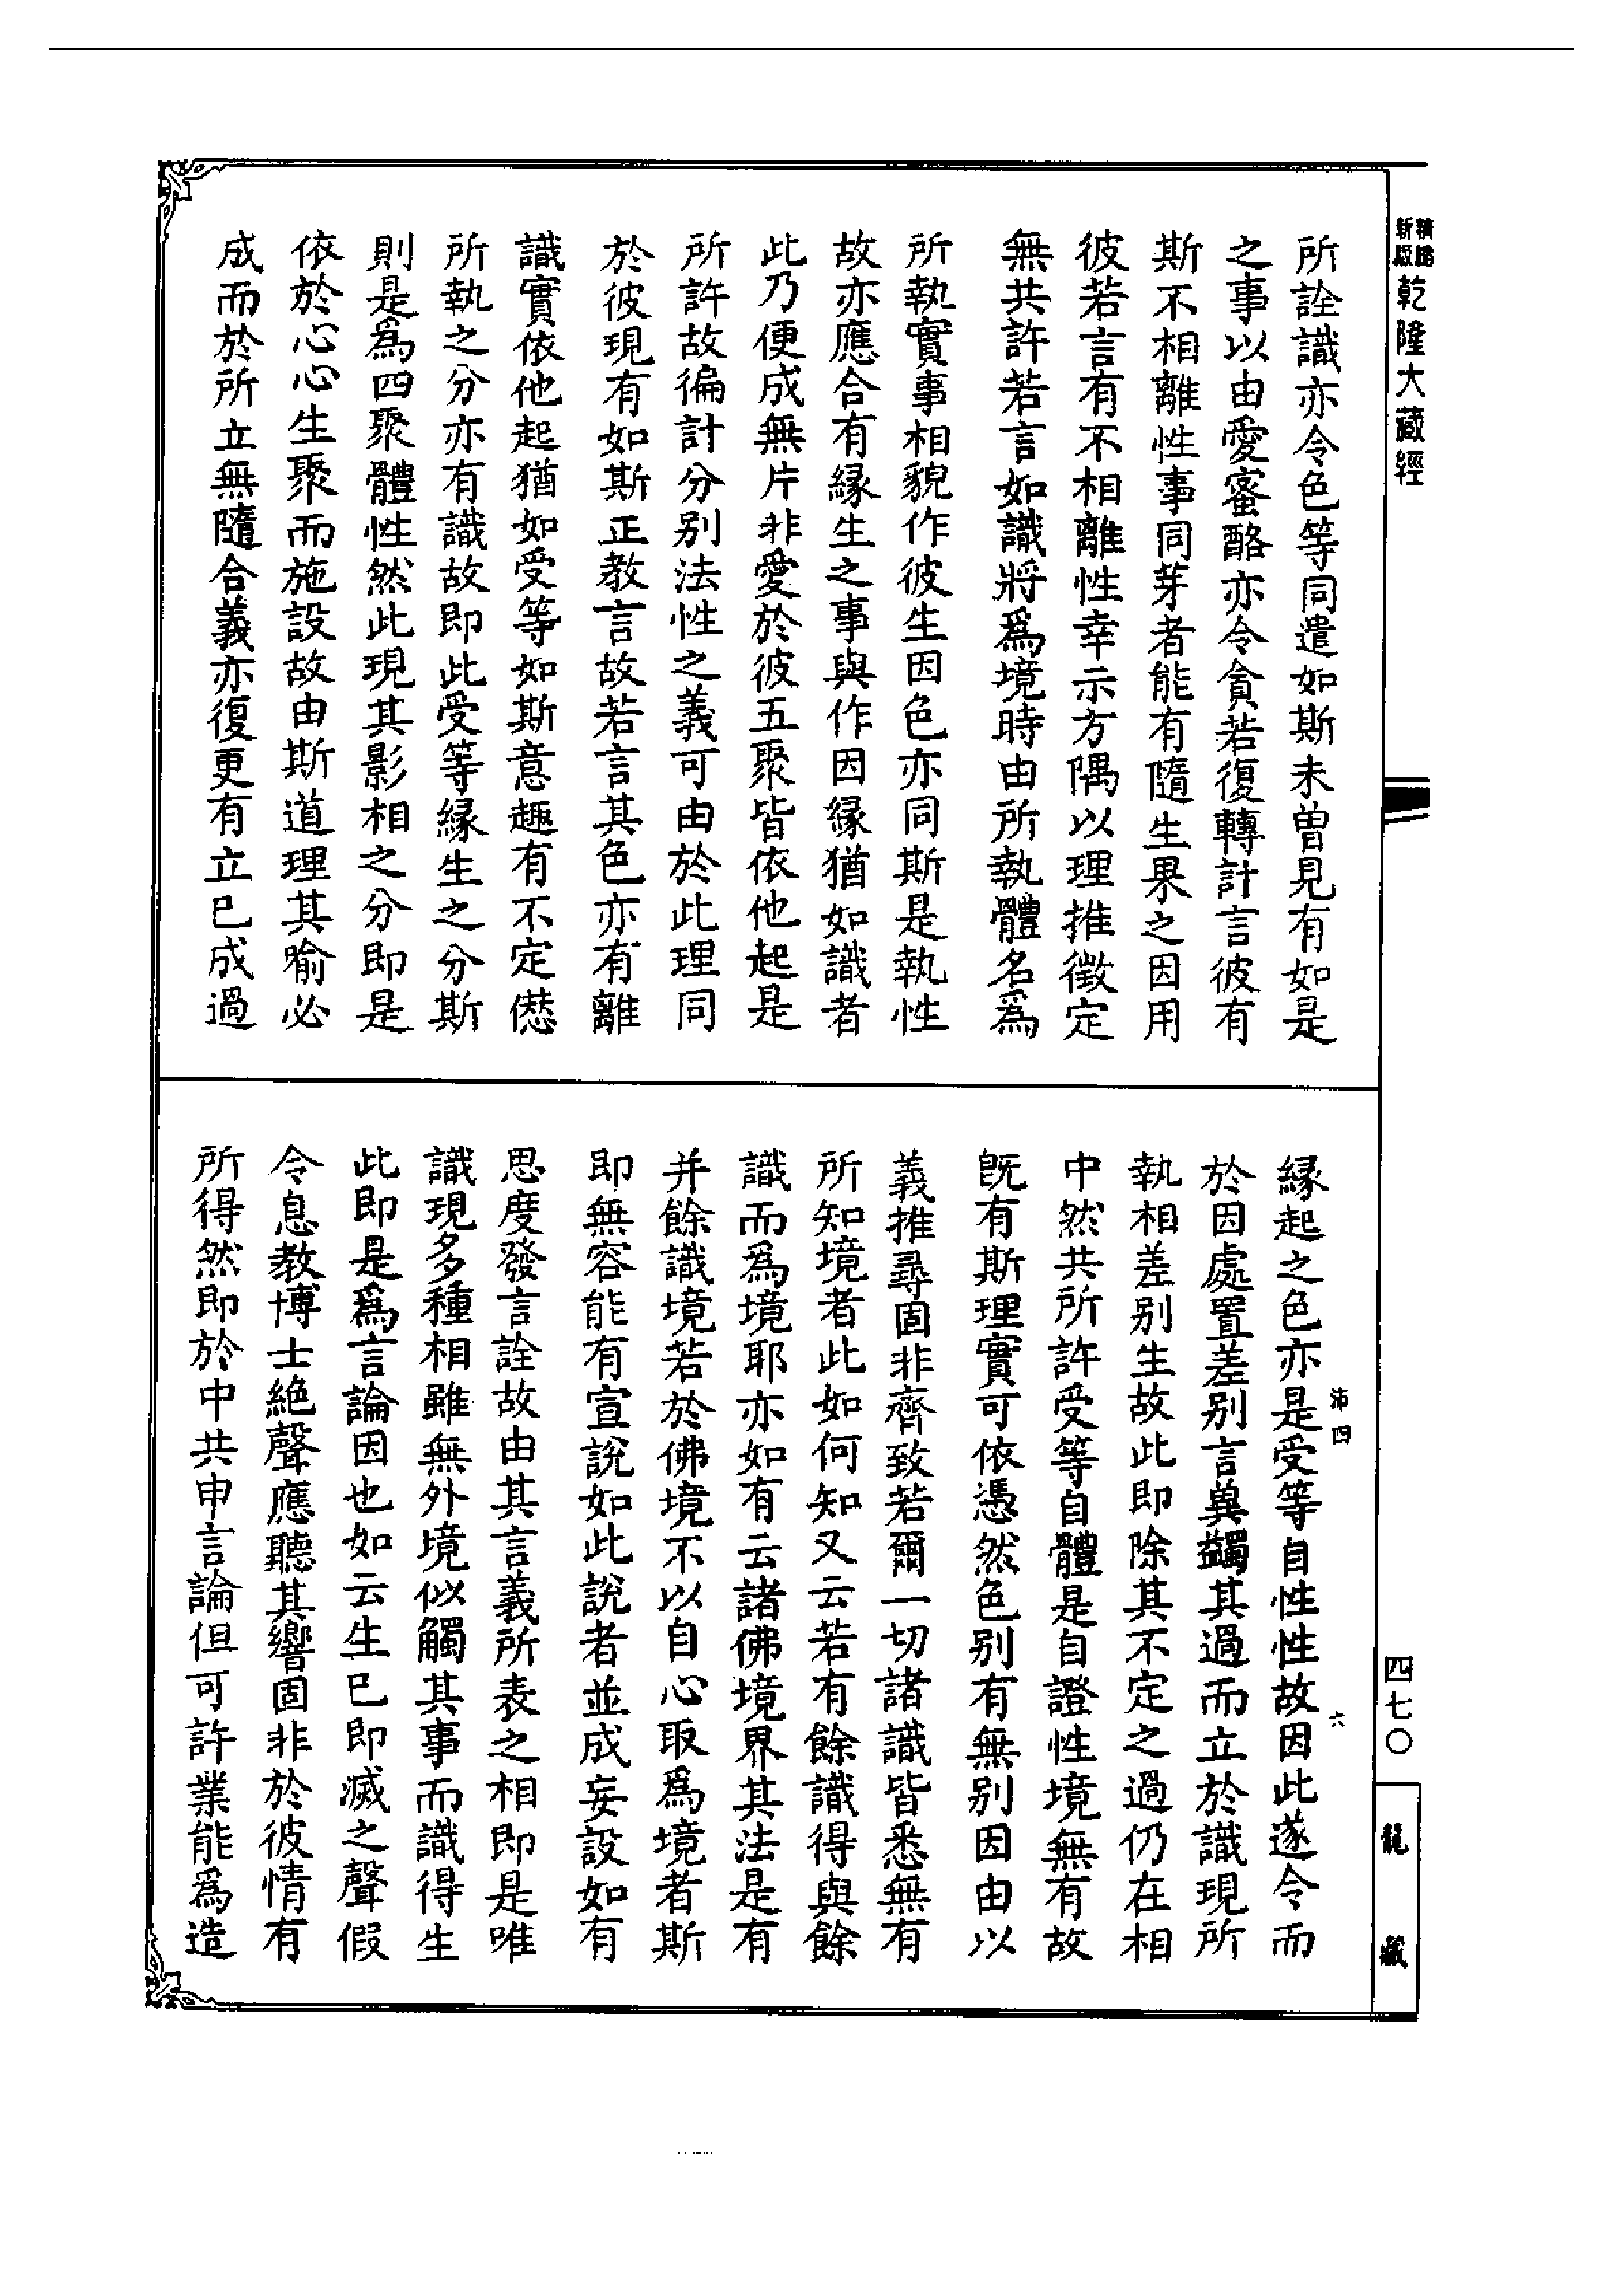 新版
乾隆大藏經
所詮識亦令色等同遣如斯未曾見有如是
之事以由愛蜜酪亦令貪若復轉計言彼有
斯不相離性事同芽者能有隨生果之因用
彼若言有不相離性幸示方隅以理推徵定
無共許若言如識將爲境時由所執體名爲
所執實事相貌作彼生因色亦同斯是執性
故亦應合有緣生之事與作因緣猶如識者
此乃便成無片非愛於彼五聚皆依他起是
所許故徧計分別法性之義可由於此理同
於彼現有如斯正教言故若言其色亦有離
識實依他起猶如受等如斯意趣有不定愆
所執之分亦有識故即此受等緣生之分斯
則是爲四聚體性然此現其影相之分即是
依於心心生聚而施設故由斯道理其喻必
成而於所立無隨合義亦復更有立已成過
緣起之色亦是受等自性性故因此遂令而
於因處置差別言兾蠲其過而立於識現所
執相差別生故此即除其不定之過仍在相
中然共所許受等自體是自證性境無有故
旣有斯理實可依憑然色別有無別因由以
義推尋固非齊致若爾一切諸識皆悉無有
所知境者此如何知又云若有餘識得與餘
識而爲境耶亦如有云諸佛境界其法是有
并餘識境若於佛境不以自心取爲境者斯
即無容能有宣說如此說者並成妄設如有
思度發言詮故由其言義所表之相即是唯
識現多種相雖無外境似觸其事而識得生
此即是爲言論因也如云生已即滅之聲假
令息教博士絕聲應聽其響固非於彼情有
所得然即於中共申言論但可許業能爲造
沛四
六
四七〇
龍藏